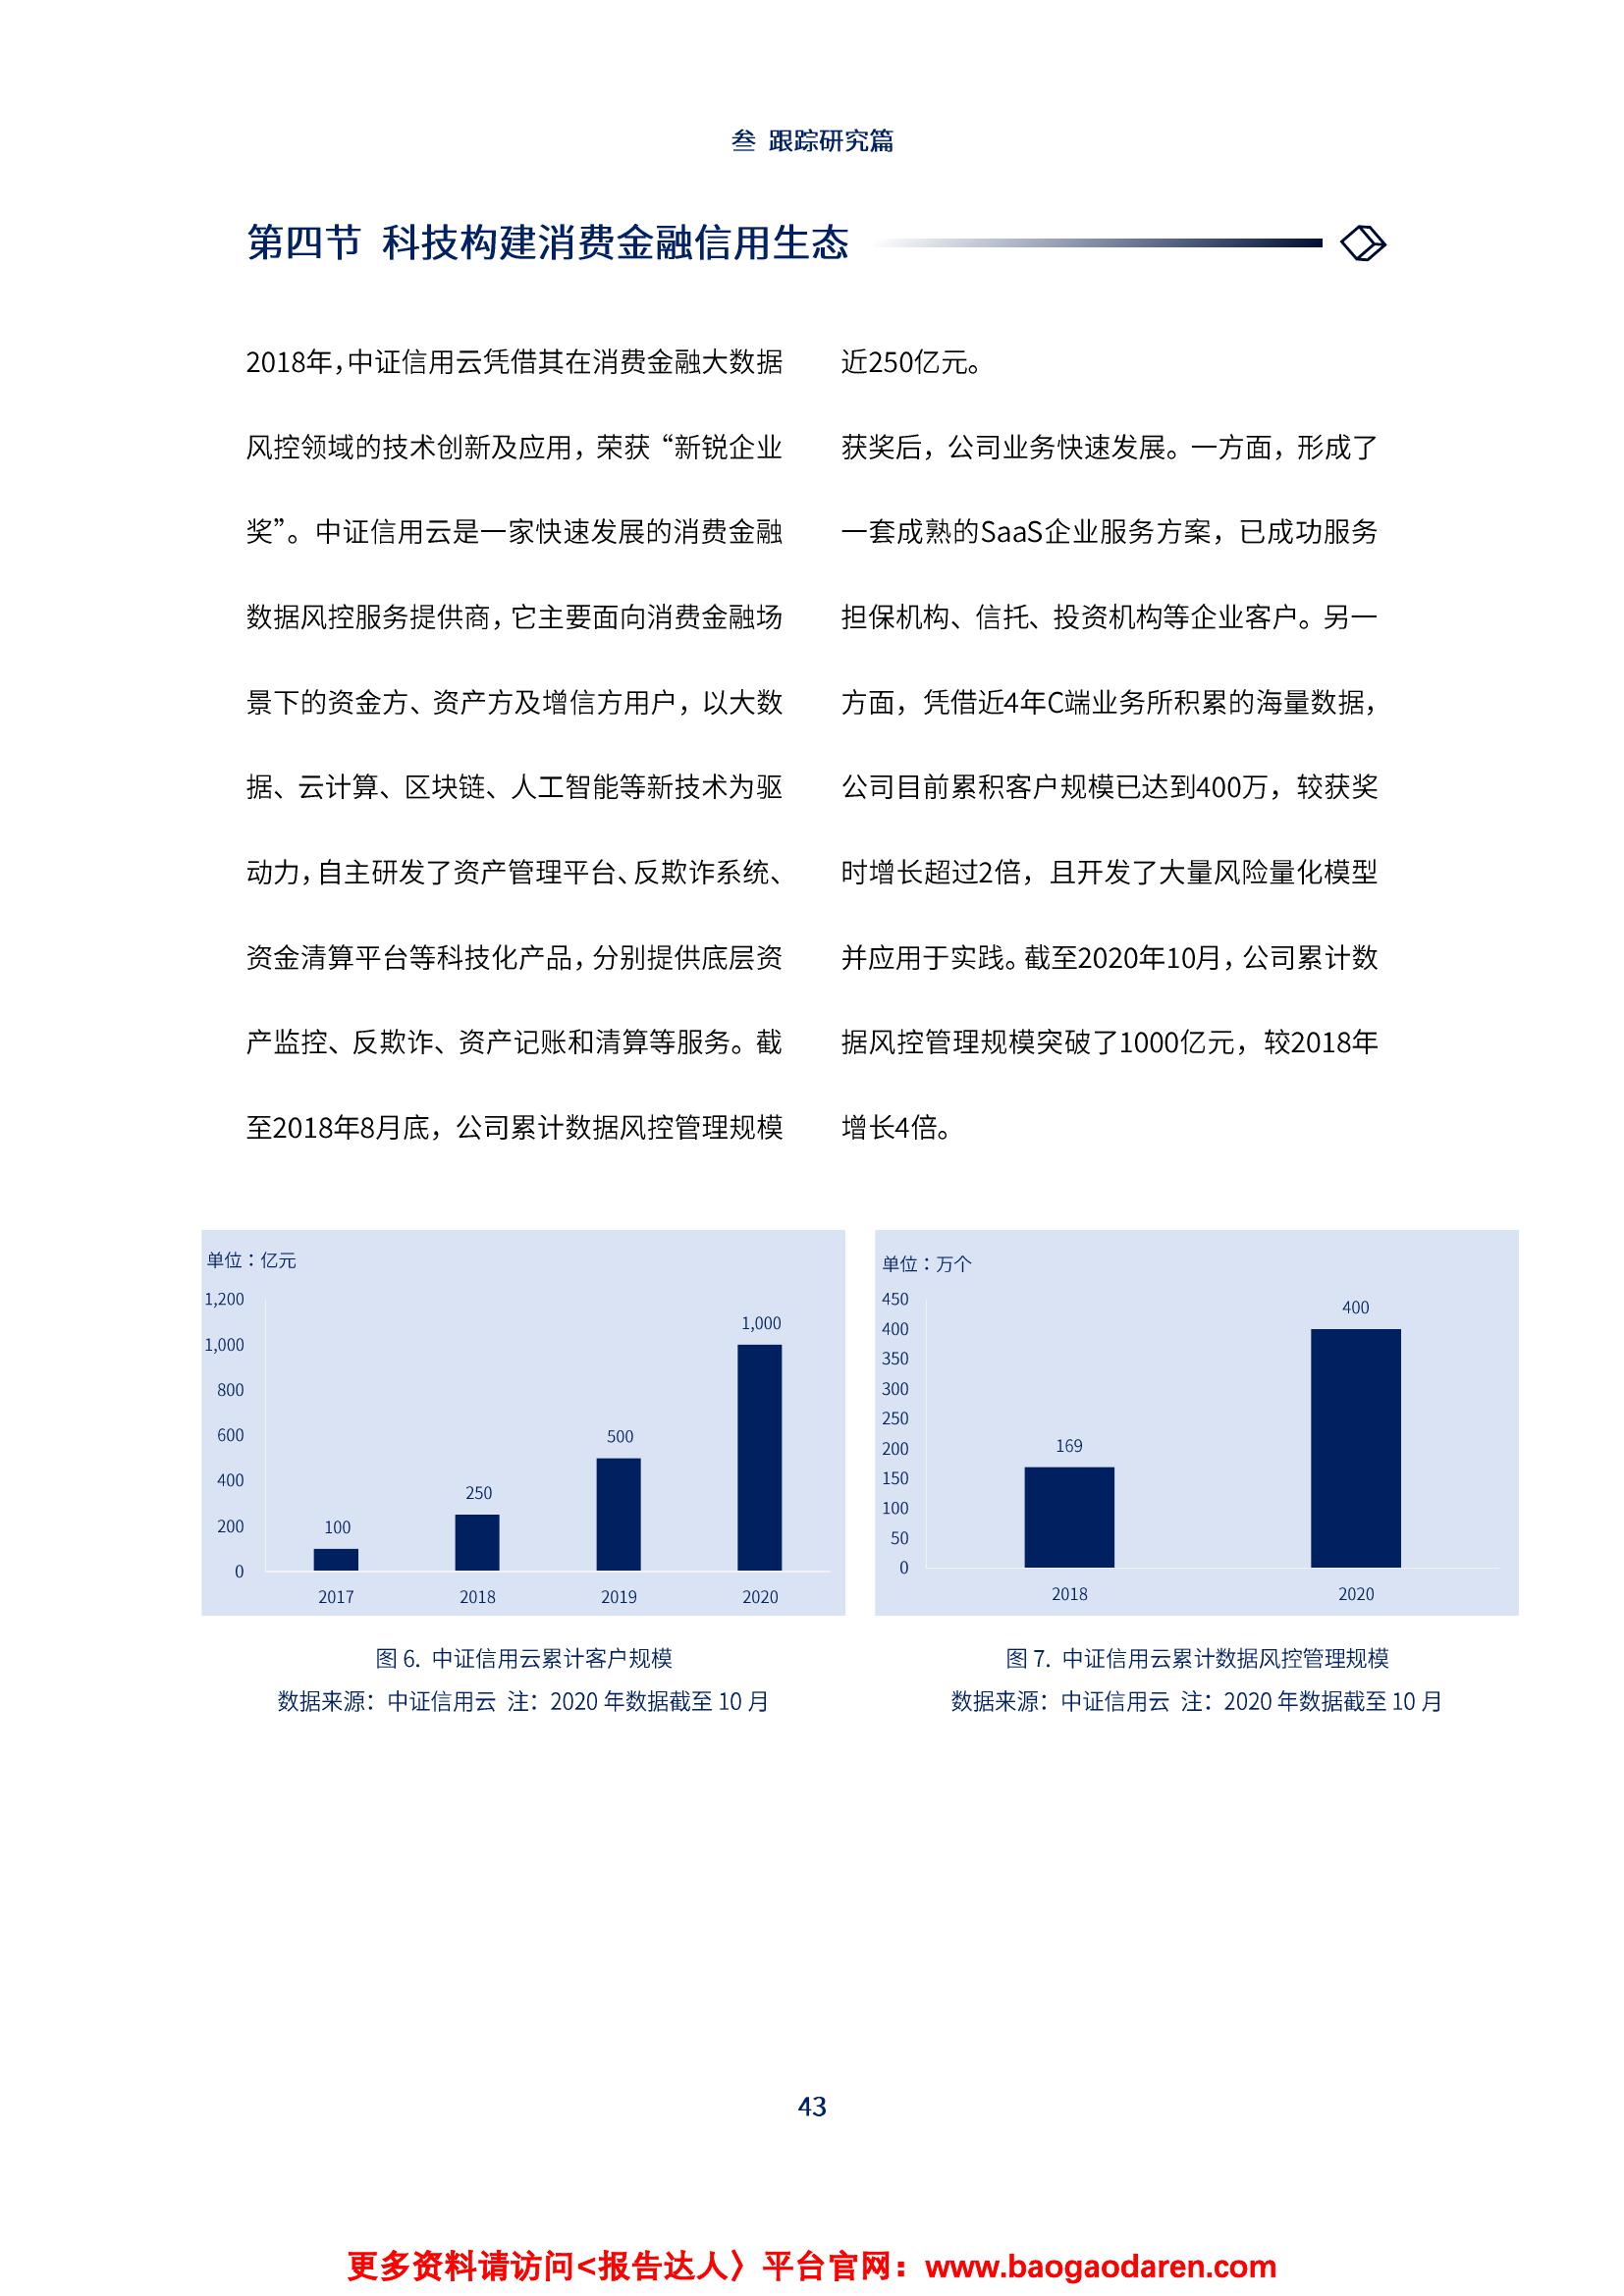 叁 跟踪研究篇
第四节 科技构建消费金融信用生态
2018年，中证信用云凭借其在消费金融大数据
风控领域的技术创新及应用，荣获“新锐企业
奖”。中证信用云是一家快速发展的消费金融
数据风控服务提供商，它主要面向消费金融场
景下的资金方、资产方及增信方用户，以大数
据、云计算、区块链、人工智能等新技术为驱
动力，自主研发了资产管理平台、反欺诈系统、
资金清算平台等科技化产品，分别提供底层资
产监控、反欺诈、资产记账和清算等服务。截
至2018年8月底，公司累计数据风控管理规模
近250亿元。
获奖后，公司业务快速发展。一方面，形成了
一套成熟的SaaS企业服务方案，已成功服务
担保机构、信托、投资机构等企业客户。另一
方面，凭借近4年C端业务所积累的海量数据，
公司目前累积客户规模已达到400万，较获奖
时增长超过2倍，且开发了大量风险量化模型
并应用于实践。截至2020年10月，公司累计数
据风控管理规模突破了1000亿元，较2018年
增长4倍。
单位：亿元
1,200
1,000
800
600
400
200
0
100
250
500
1,000
2017
2018
2019
2020
图 6. 中证信用云累计客户规模
数据来源：中证信用云 注：2020 年数据截至 10 月
单位：万个
450
400
350
300
250
200
150
100
50
0
169
400
2018
2020
图 7. 中证信用云累计数据风控管理规模
数据来源：中证信用云 注：2020 年数据截至 10 月
43
更多资料请访问<报告达人〉平台官网：www.baogaodaren.com